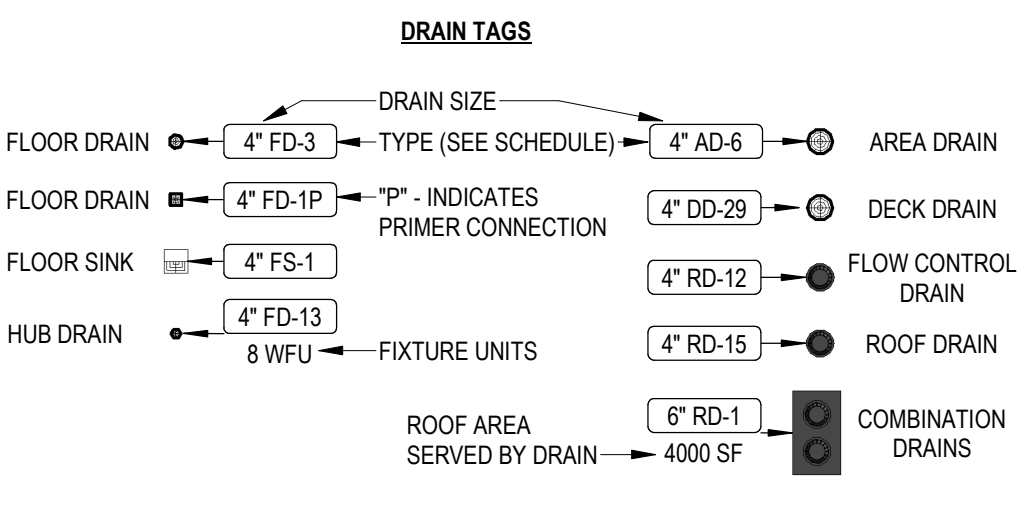 DRAIN TAGS
DRAIN SIZE
FLOOR DRAIN 4" FD-3 TYPE (SEE SCHEDULE) 4" AD-6 AREA DRAIN
FLOOR DRAIN 4" FD-1P "P" - INDICATES
PRIMER CONNECTION
4" DD-29 DECK DRAIN
FLOOR SINK 4" FS-1
4" RD-12 FLOW CONTROL
DRAIN
HUB DRAIN 4" FD-13
8 WFU FIXTURE UNITS
4" RD-15 ROOF DRAIN
ROOF AREA
SERVED BY DRAIN
6" RD-1
4000 SF
COMBINATION
DRAINS